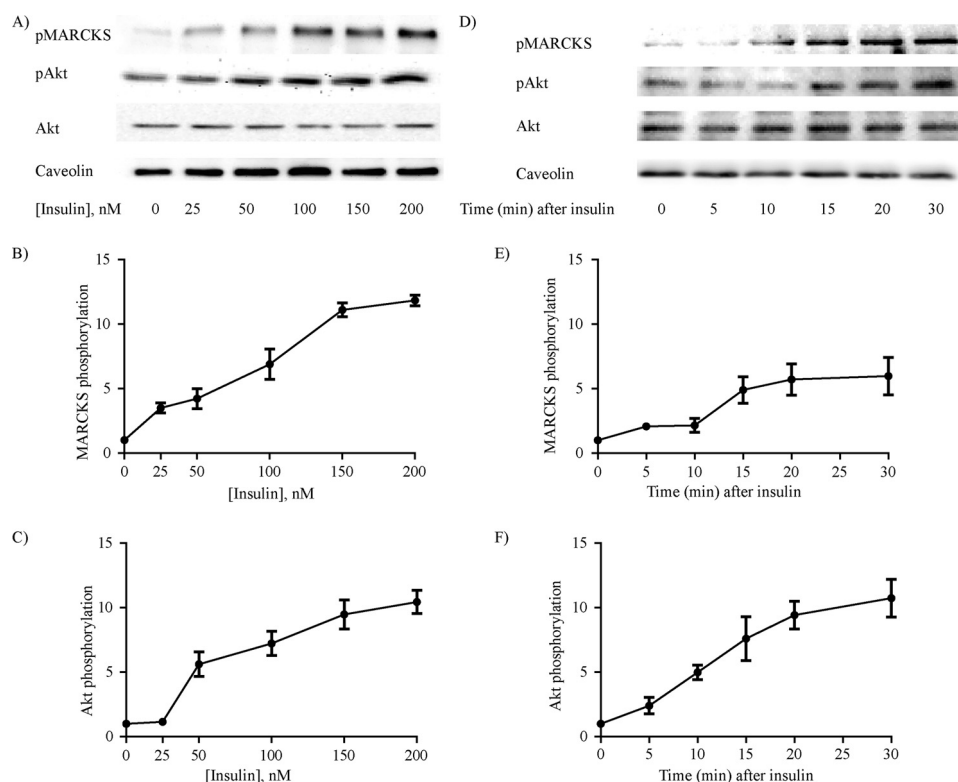 A)
pMARCKS
pAkt
Akt
Caveolin
[Insulin], nM 0 25 50 100 150 200
D)
pMARCKS
pAkt
Akt
Caveolin
Time (min) after insulin 0 5 10 15 20 30
B)
MARCKS phosphorylation
15
10
5
0
0 25 50 100 150 200
[Insulin], nM
E)
MARCKS phosphorylation
15
10
5
0
0 5 10 15 20 25 30
Time (min) after insulin
C)
Akt phosphorylation
15
10
5
0
0 25 50 100 150 200
[Insulin], nM
F)
Akt phosphorylation
15
10
5
0
0 5 10 15 20 25 30
Time (min) after insulin